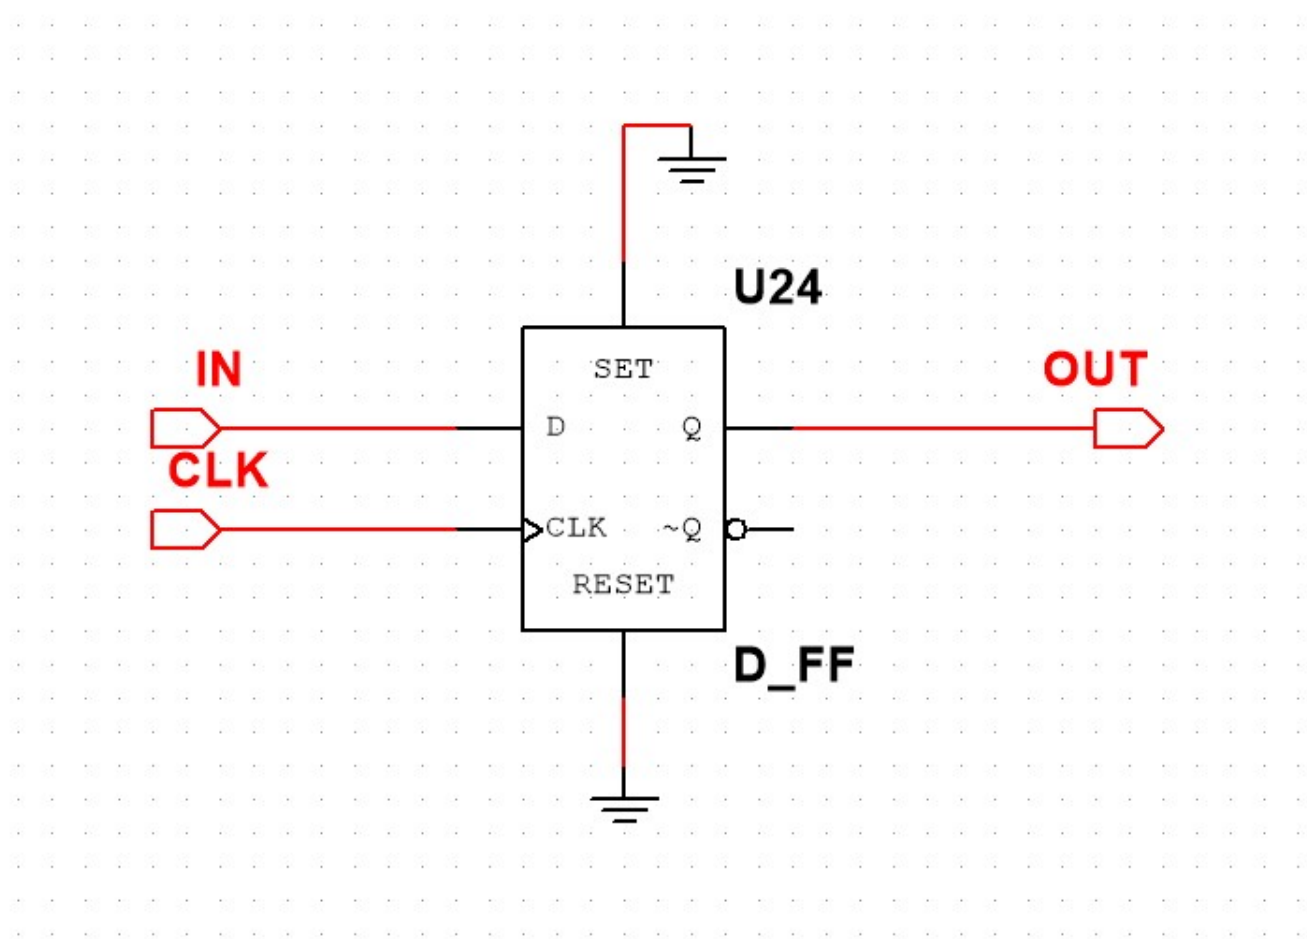 U24
SET
IN
OUT
D
Q
CLK
CLK
~Q
RESET
D_FF